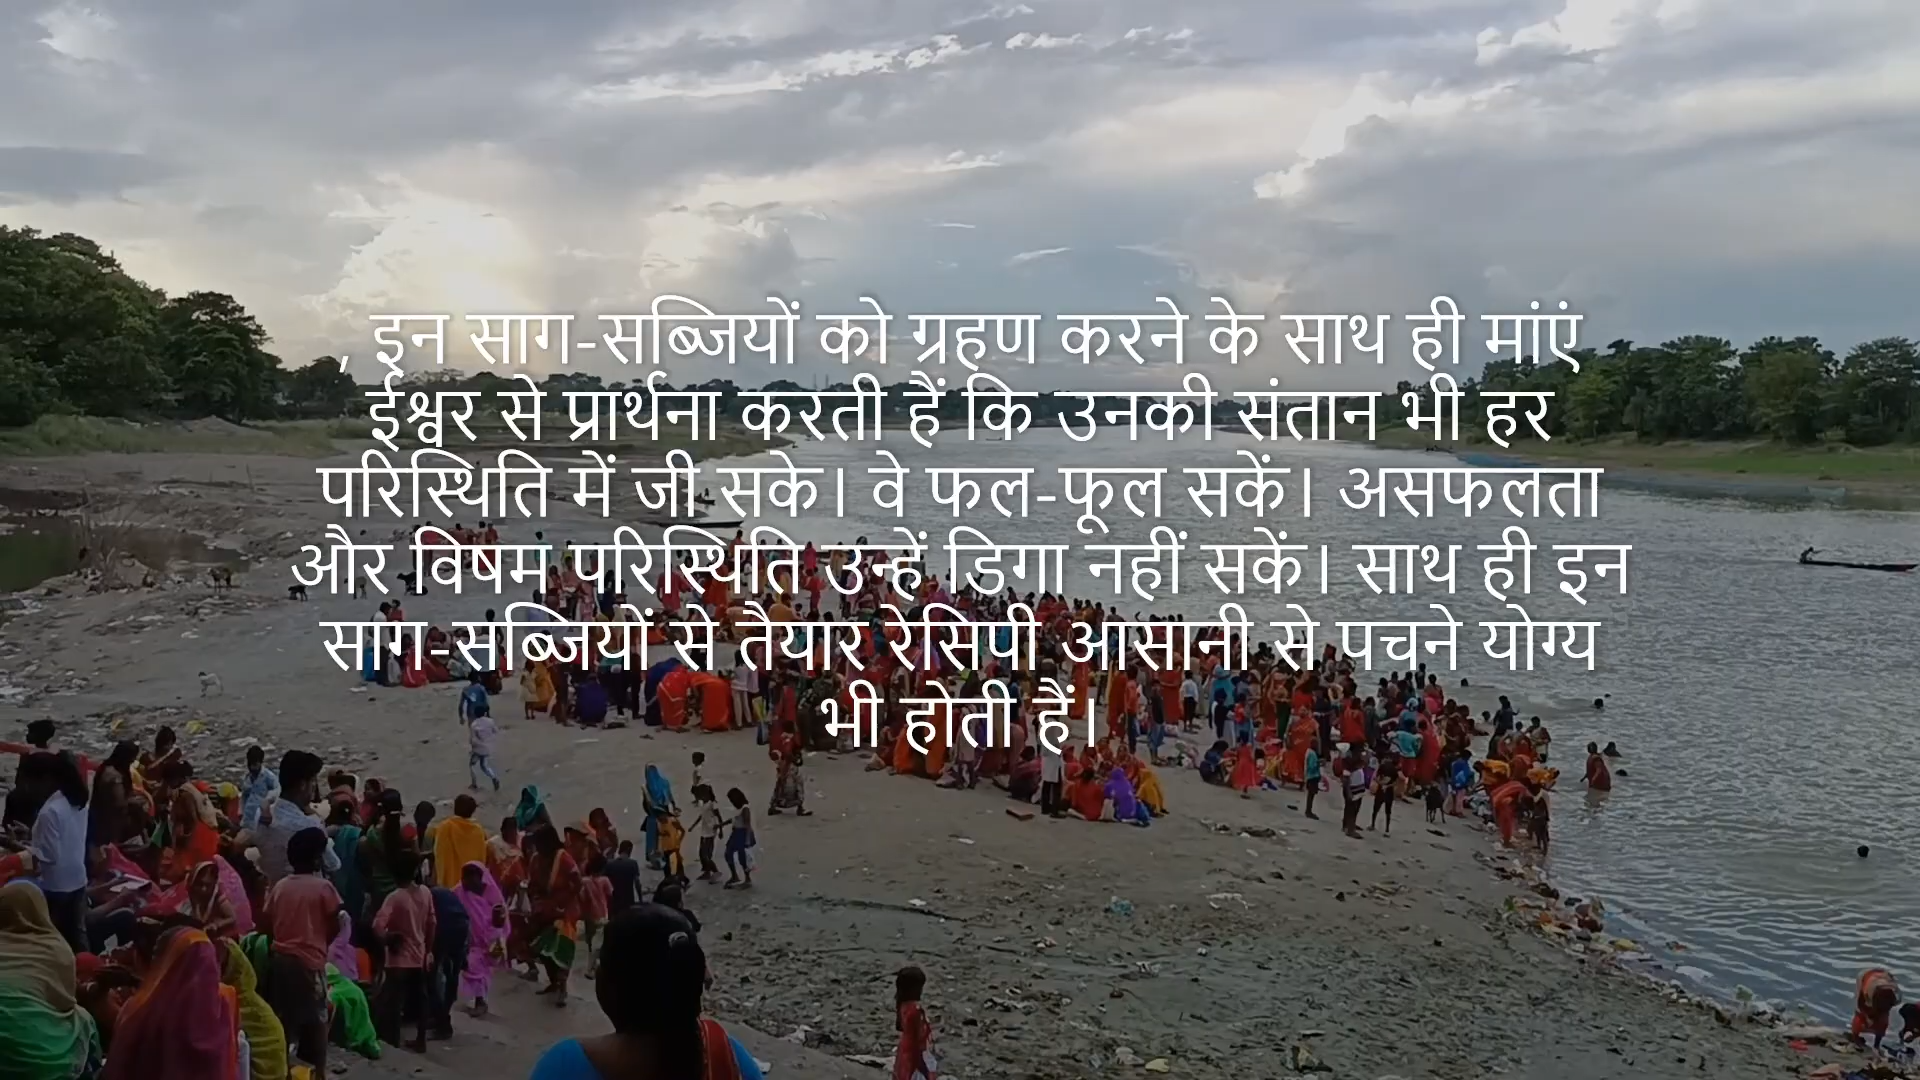 , इन साग-सब्जियों को ग्रहण करने के साथ ही मांएं
ईश्वर से प्रार्थना करती हैं कि उनकी संतान भी हर
परिस्थिति में जी सके। वे फल-फूल सकें। असफलता
और विषम परिस्थिति उन्हें डिगा नहीं सकें। साथ ही इन
साग-सब्जियों से तैयार रेसिपी आसानी से पचने योग्य
भी होती हैं।